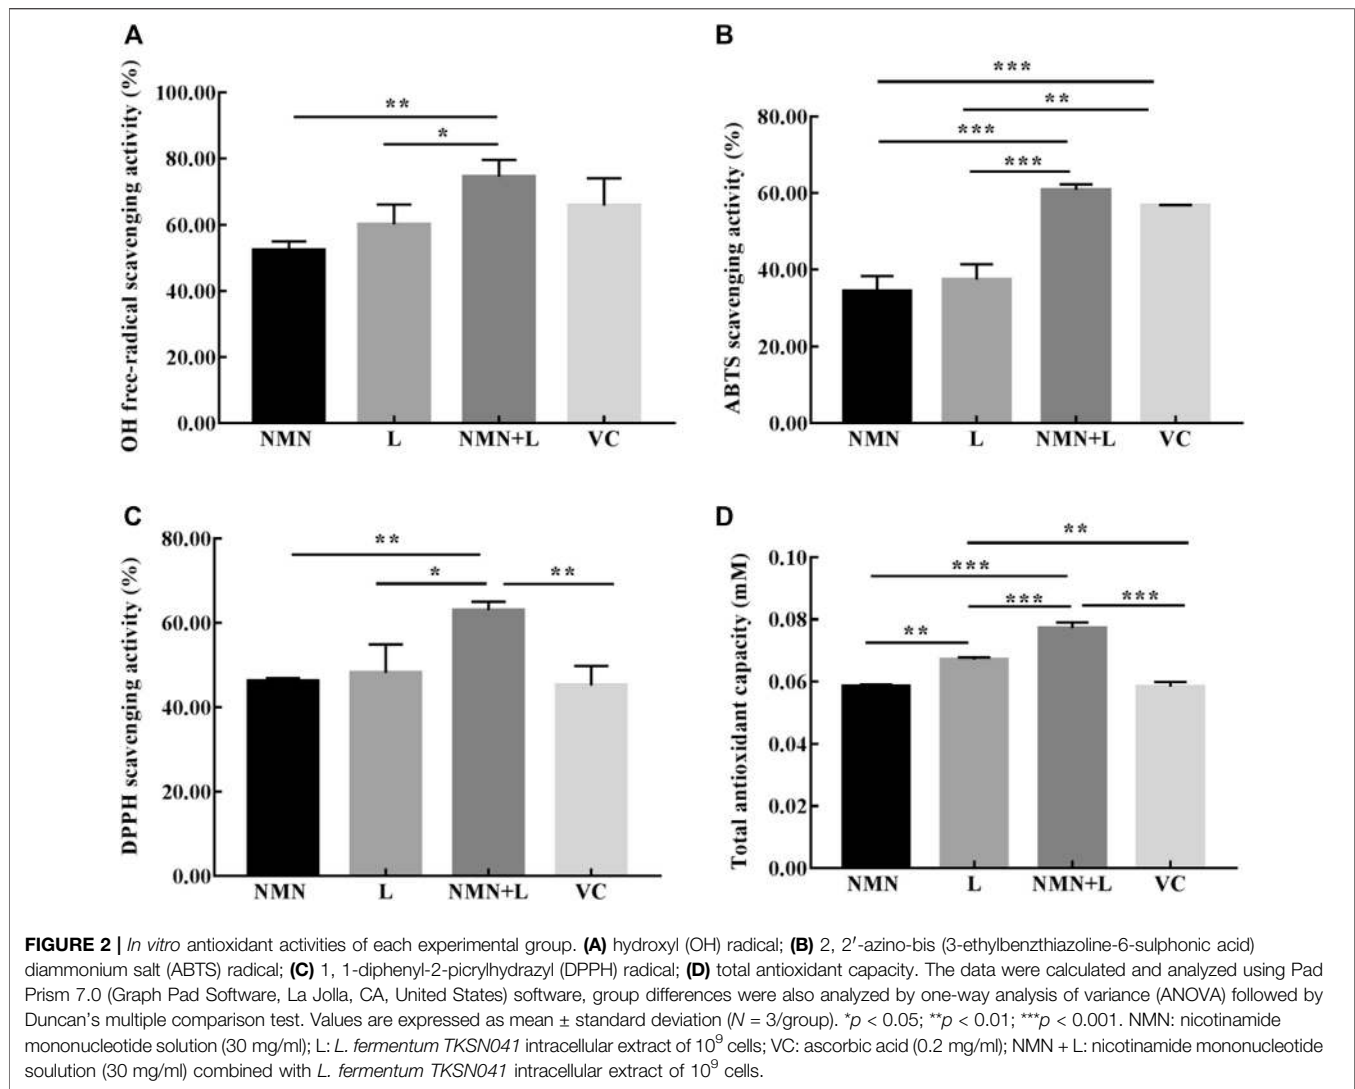 A
OH free-radical scavenging activity (%)
100.00
80.00
60.00
40.00
20.00
0.00
**
*
NMN L NMN+L VC
B
ABTS scavenging activity (%)
80.00
60.00
40.00
20.00
0.00
***
**
***
***
NMN L NMN+L VC
C
DPPH scavenging activity (%)
80.00
60.00
40.00
20.00
0.00
**
* **
NMN L NMN+L VC
D
Total antioxidant capacity (mM)
0.10
0.08
0.06
0.04
0.02
0.00
**
***
*** ***
**
NMN L NMN+L VC
FIGURE 2 | In vitro antioxidant activities of each experimental group. (A) hydroxyl (OH) radical; (B) 2, 2′-azino-bis (3-ethylbenzthiazoline-6-sulphonic acid)
diammonium salt (ABTS) radical; (C) 1, 1-diphenyl-2-picrylhydrazyl (DPPH) radical; (D) total antioxidant capacity. The data were calculated and analyzed using Pad
Prism 7.0 (Graph Pad Software, La Jolla, CA, United States) software, group differences were also analyzed by one-way analysis of variance (ANOVA) followed by
Duncan's multiple comparison test. Values are expressed as mean ± standard deviation (N = 3/group). *p < 0.05; **p < 0.01; ***p < 0.001. NMN: nicotinamide
mononucleotide solution (30 mg/ml); L: L. fermentum TKSN041 intracellular extract of 10⁹ cells; VC: ascorbic acid (0.2 mg/ml); NMN + L: nicotinamide mononucleotide
soulution (30 mg/ml) combined with L. fermentum TKSN041 intracellular extract of 10⁹ cells.